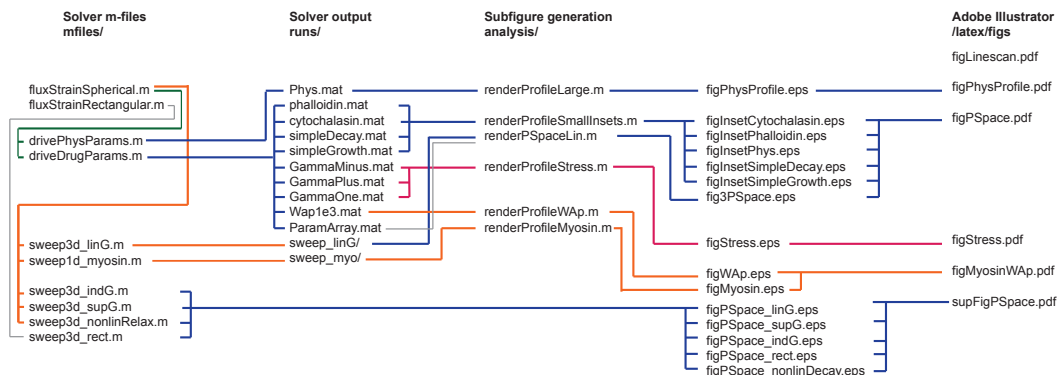 Solver m-files
mfiles/
Solver output
runs/
Subfigure generation
analysis/
Adobe Illustrator
/latex/figs
figLinescan.pdf
fluxStrainSpherical.m
fluxStrainRectangular.m
drivePhysParams.m
driveDrugParams.m
sweep3d_linG.m
sweep1d_myosin.m
sweep3d_indG.m
sweep3d_supG.m
sweep3d_nonlinRelax.m
sweep3d_rect.m
Phys.mat
phalloidin.mat
cytochalasin.mat
simpleDecay.mat
simpleGrowth.mat
GammaMinus.mat
GammaPlus.mat
GammaOne.mat
Wap1e3.mat
ParamArray.mat
sweep_linG/
sweep_myo/
renderProfileLarge.m
renderProfileSmallInsets.m
renderPSpaceLin.m
renderProfileStress.m
renderProfileWAp.m
renderProfileMyosin.m
figPhysProfile.eps
figInsetCytochalasin.eps
figInsetPhalloidin.eps
figInsetPhys.eps
figInsetSimpleDecay.eps
figInsetSimpleGrowth.eps
fig3PSpace.eps
figStress.eps
figWAp.eps
figMyosin.eps
figPSpace_linG.eps
figPSpace_supG.eps
figPSpace_indG.eps
figPSpace_rect.eps
figPSpace_nonlinDecay.eps
figPhysProfile.pdf
figPSpace.pdf
figStress.pdf
figMyosinWAp.pdf
supFigPSpace.pdf